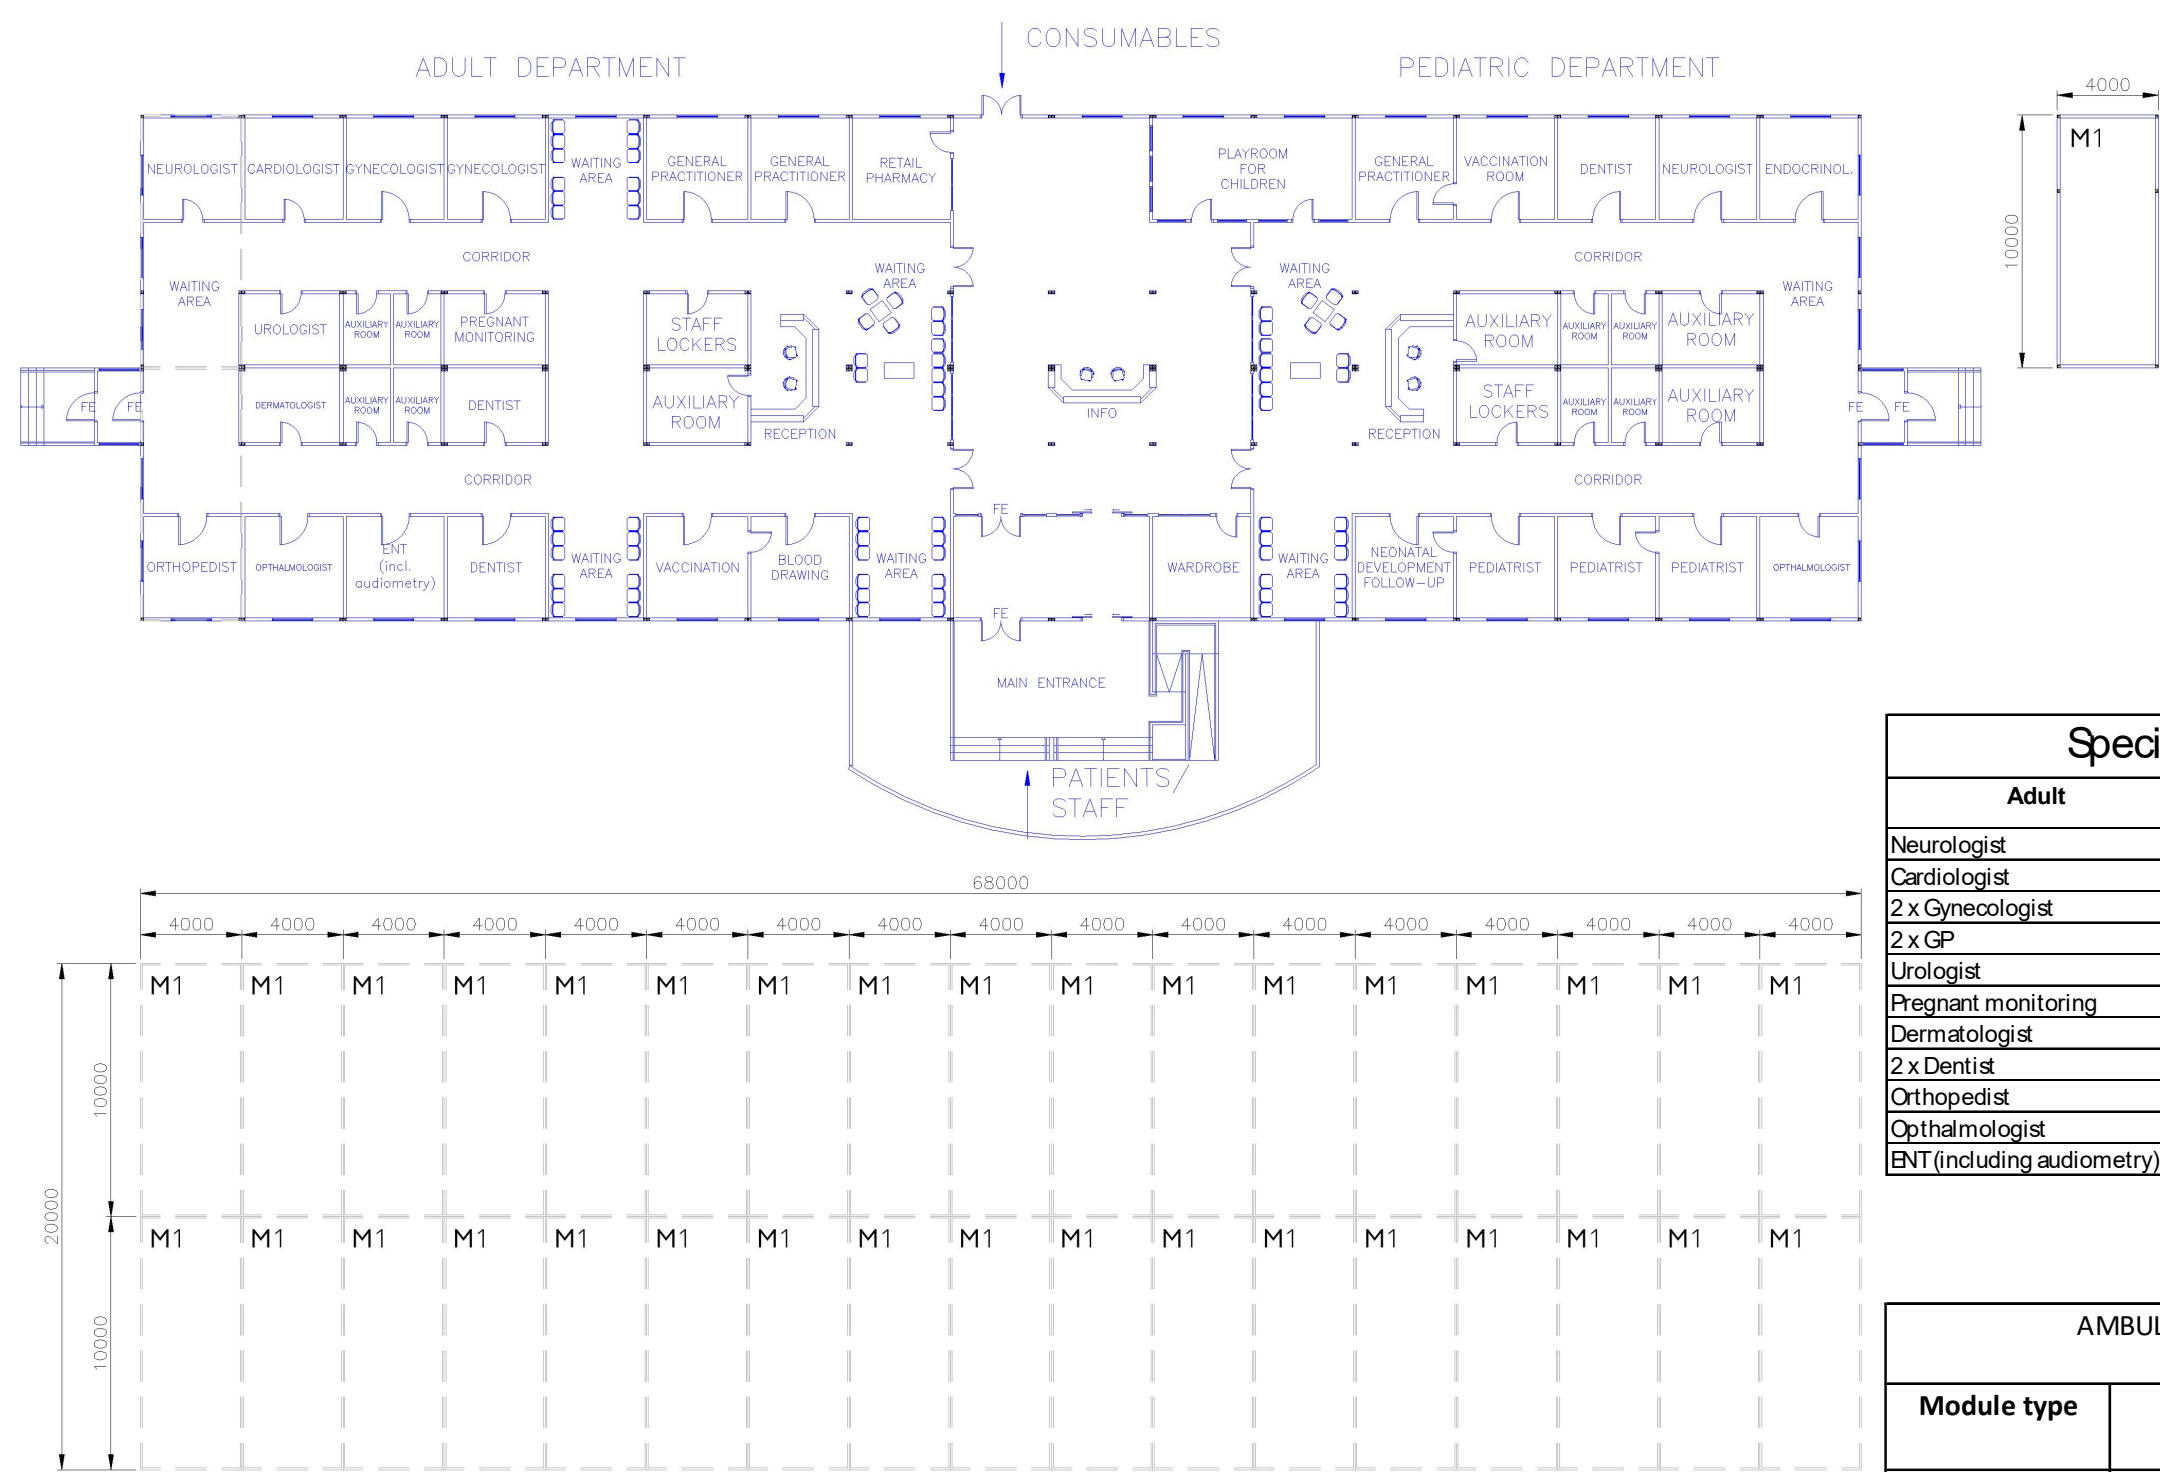 CONSUMABLES
ADULT DEPARTMENT
PEDIATRIC DEPARTMENT
4000
M1
10000
NEUROLOGIST
CARDIOLOGIST
GYNECOLOGIST
GYNECOLOGIST
WAITING
AREA
GENERAL
PRACTITIONER
GENERAL
PRACTITIONER
RETAIL
PHARMACY
PLAYROOM
FOR
CHILDREN
GENERAL
PRACTITIONER
VACCINATION
ROOM
DENTIST
NEUROLOGIST
ENDOCRINOL.
CORRIDOR
WAITING
AREA
WAITING
AREA
CORRIDOR
WAITING
AREA
WAITING
AREA
UROLOGIST
AUXILIARY
ROOM
AUXILIARY
ROOM
PREGNANT
MONITORING
STAFF
LOCKERS
AUXILIARY
ROOM
AUXILIARY
ROOM
AUXILIARY
ROOM
AUXILIARY
ROOM
FE
FE
DERMATOLOGIST
AUXILIARY
ROOM
AUXILIARY
ROOM
DENTIST
AUXILIARY
ROOM
RECEPTION
INFO
RECEPTION
STAFF
LOCKERS
AUXILIARY
ROOM
AUXILIARY
ROOM
AUXILIARY
ROOM
FE
FE
CORRIDOR
CORRIDOR
FE
ORTHOPEDIST
OPTHALMOLOGIST
ENT
(incl.
audiometry)
DENTIST
WAITING
AREA
VACCINATION
BLOOD
DRAWING
WAITING
AREA
WARDROBE
WAITING
AREA
NEONATAL
DEVELOPMENT
FOLLOW-UP
PEDIATRIST
PEDIATRIST
PEDIATRIST
OPTHALMOLOGIST
FE
MAIN ENTRANCE
PATIENTS/
STAFF
Speci
Adult
Neurologist
Cardiologist
2 x Gynecologist
2 x GP
Urologist
Pregnant monitoring
Dermatologist
2 x Dentist
Orthopedist
Opthalmologist
ENT (including audiometry)
68000
4000 4000 4000 4000 4000 4000 4000 4000 4000 4000 4000 4000 4000 4000 4000 4000 4000
M1 M1 M1 M1 M1 M1 M1 M1 M1 M1 M1 M1 M1 M1 M1 M1 M1
10000
20000
M1 M1 M1 M1 M1 M1 M1 M1 M1 M1 M1 M1 M1 M1 M1 M1 M1
10000
AMBUL
Module type